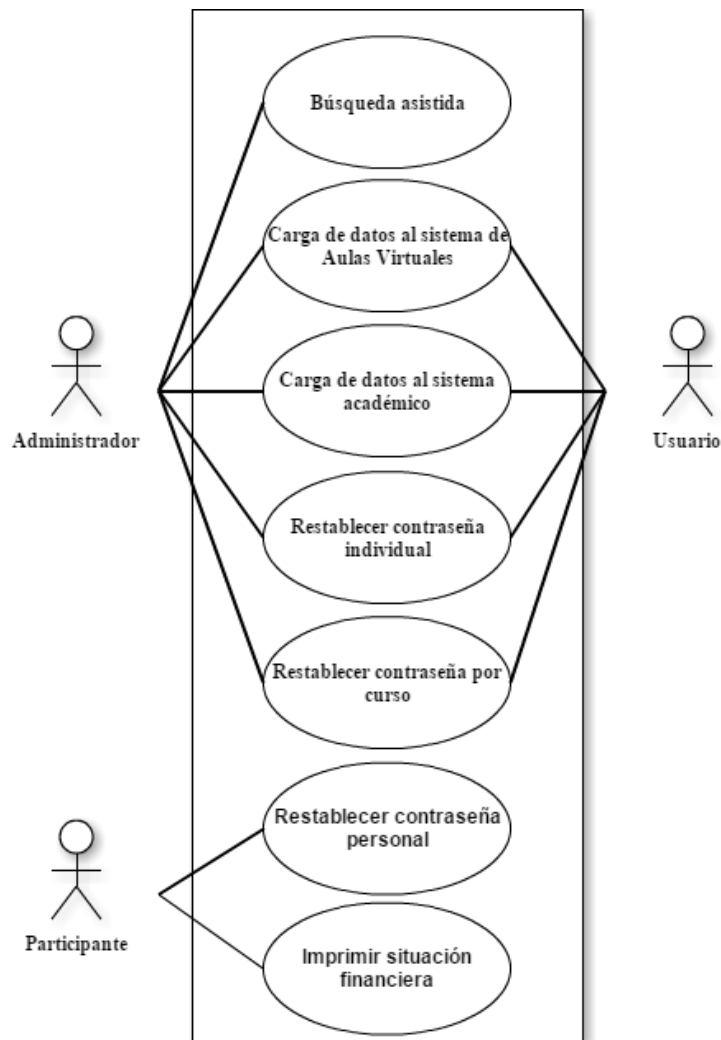 Búsqueda asistida
Carga de datos al sistema de
Aulas Virtuales
Carga de datos al sistema
académico
Administrador
Usuario
Restablecer contraseña
individual
Restablecer contraseña por
curso
Restablecer contraseña
personal
Participante
Imprimir situación
financiera